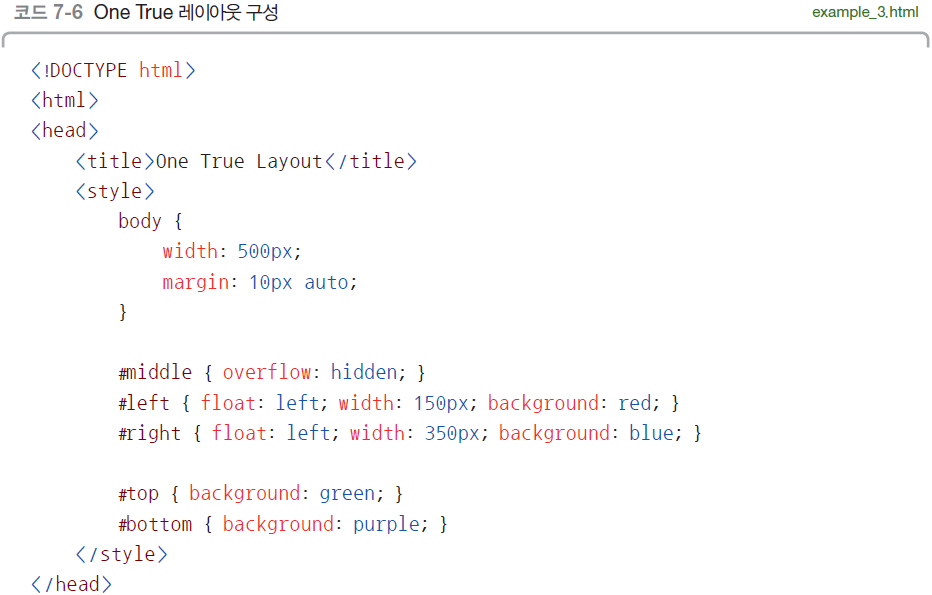 코드 7-6 One True 레이아웃 구성 example_3.html
<!DOCTYPE html>
<html>
<head>
    <title>One True Layout</title>
    <style>
        body {
            width: 500px;
            margin: 10px auto;
        }

        #middle { overflow: hidden; }
        #left { float: left; width: 150px; background: red; }
        #right { float: left; width: 350px; background: blue; }

        #top { background: green; }
        #bottom { background: purple; }
    </style>
</head>